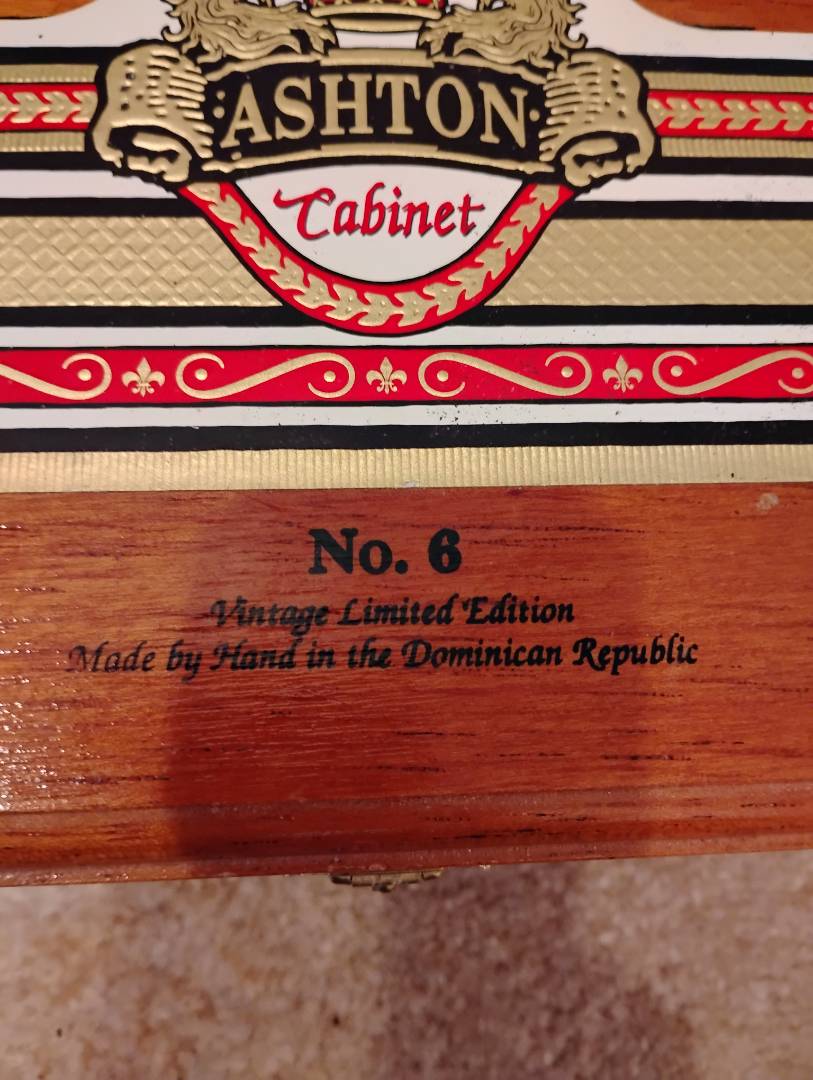 ASHTON
Cabinet
No. 6
Vintage Limited Edition
Made by Hand in the Dominican Republic